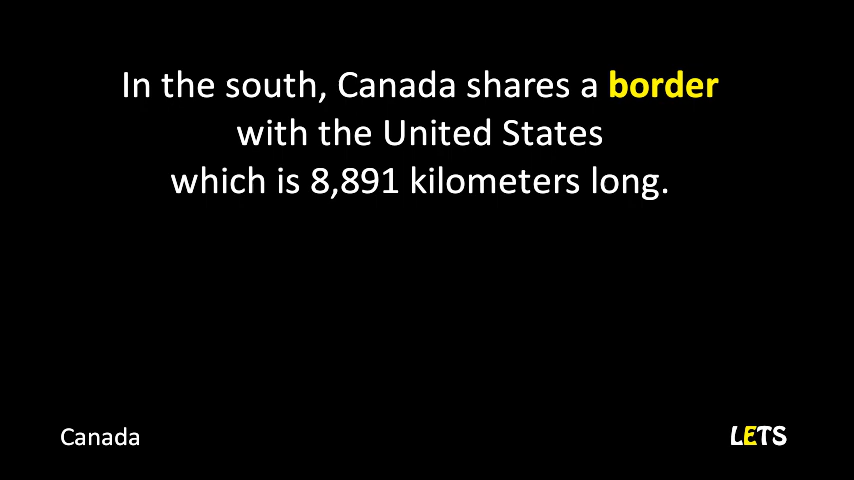 In the south, Canada shares a border
with the United States
which is 8,891 kilometers long.
Canada
LETS